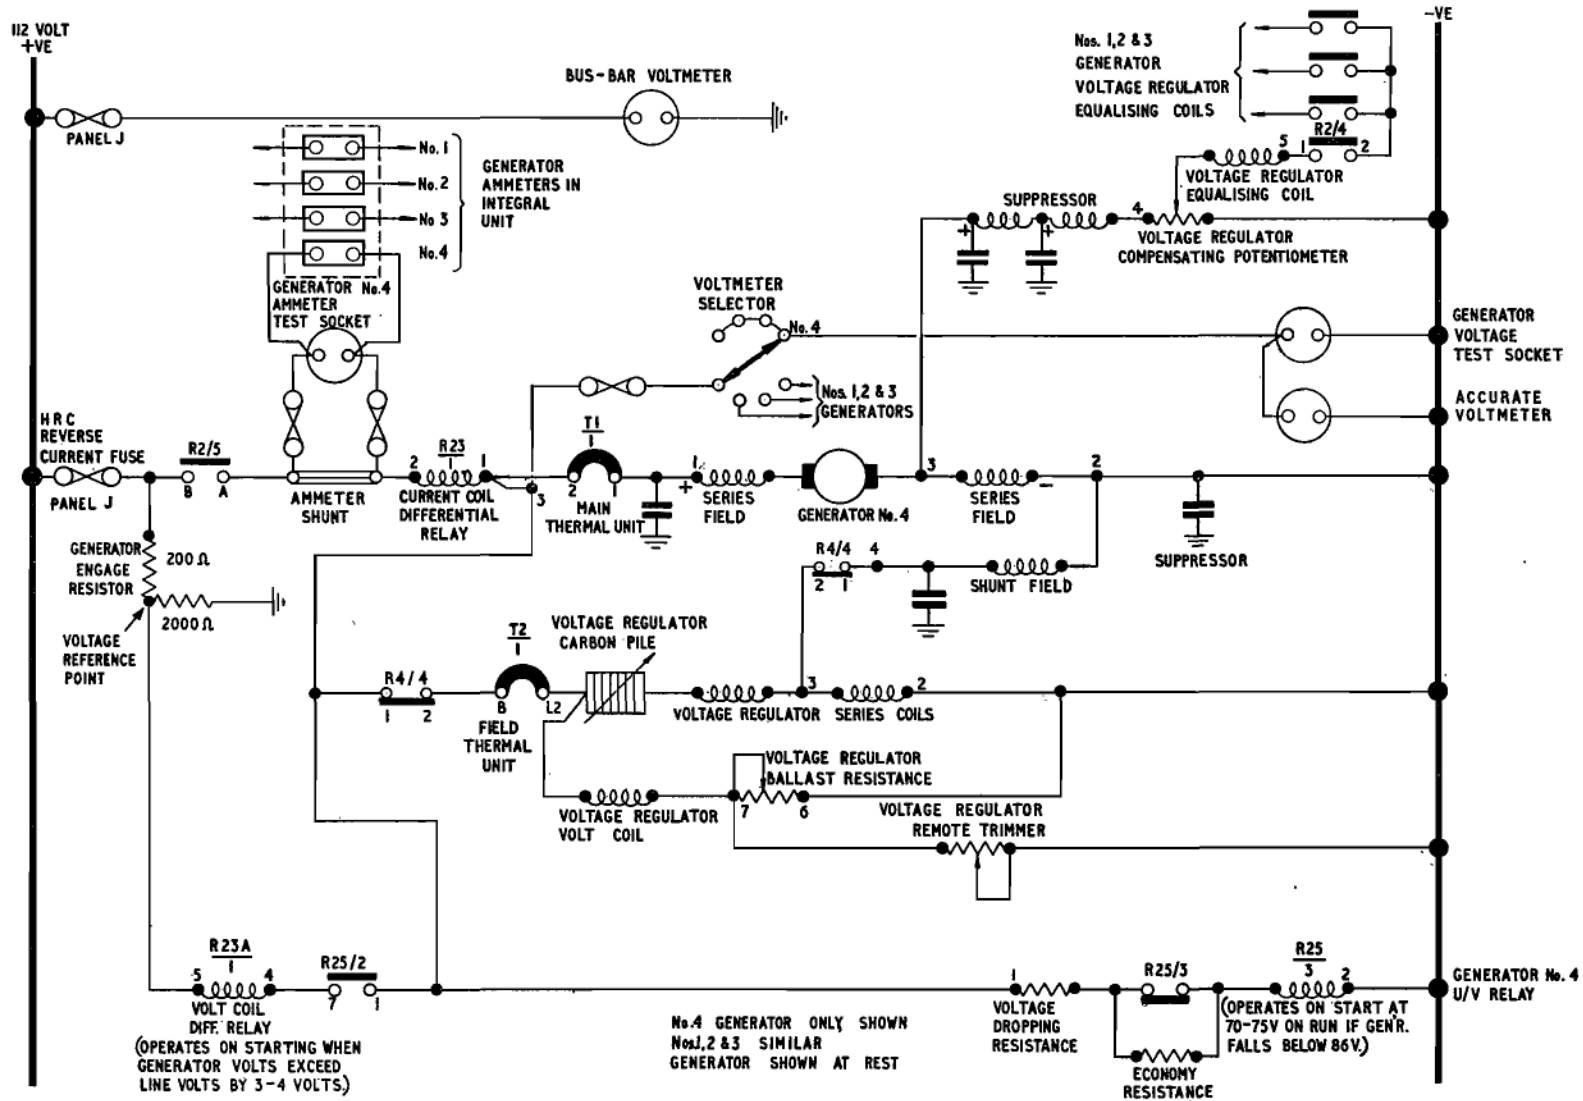 112 VOLT
+VE
-VE
Nos. 1,2 & 3
GENERATOR
VOLTAGE REGULATOR
EQUALISING COILS
BUS-BAR VOLTMETER
PANEL J
No.1
No.2
No 3
No.4
GENERATOR
AMMETERS IN
INTEGRAL
UNIT
R2/4
5 1 2
VOLTAGE REGULATOR
EQUALISING COIL
SUPPRESSOR
4
+ +
VOLTAGE REGULATOR
COMPENSATING POTENTIOMETER
GENERATOR No.4
AMMETER
TEST SOCKET
VOLTMETER
SELECTOR
No. 4
Nos. 1,2 & 3
GENERATORS
GENERATOR
VOLTAGE
TEST SOCKET
ACCURATE
VOLTMETER
HRC
REVERSE
CURRENT FUSE
PANEL J
R2/5
B A
AMMETER
SHUNT
R23
1
2 1
CURRENT COIL
DIFFERENTIAL
RELAY
3
T1
1
2 1
MAIN
THERMAL UNIT
+
1
SERIES
FIELD
GENERATOR No. 4
3
SERIES
FIELD
-
2
SUPPRESSOR
GENERATOR
ENGAGE
RESISTOR
200 Ω
2000 Ω
VOLTAGE
REFERENCE
POINT
R4/4 4
2 1
SHUNT FIELD
VOLTAGE REGULATOR
CARBON PILE
T2
1
R4/4
1 2
B L2
FIELD
THERMAL
UNIT
3 2
VOLTAGE REGULATOR SERIES COILS
VOLTAGE REGULATOR
BALLAST RESISTANCE
7 6
VOLTAGE REGULATOR
VOLT COIL
VOLTAGE REGULATOR
REMOTE TRIMMER
R23A
1
5 4
VOLT COIL
DIFF. RELAY
(OPERATES ON STARTING WHEN
GENERATOR VOLTS EXCEED
LINE VOLTS BY 3-4 VOLTS.)
R25/2
7 1
No.4 GENERATOR ONLY SHOWN
Nos1,2 & 3 SIMILAR
GENERATOR SHOWN AT REST
1
VOLTAGE
DROPPING
RESISTANCE
R25/3
ECONOMY
RESISTANCE
R25
3
2
(OPERATES ON START AT
70-75V ON RUN IF GEN'R.
FALLS BELOW 86V.)
GENERATOR No. 4
U/V RELAY